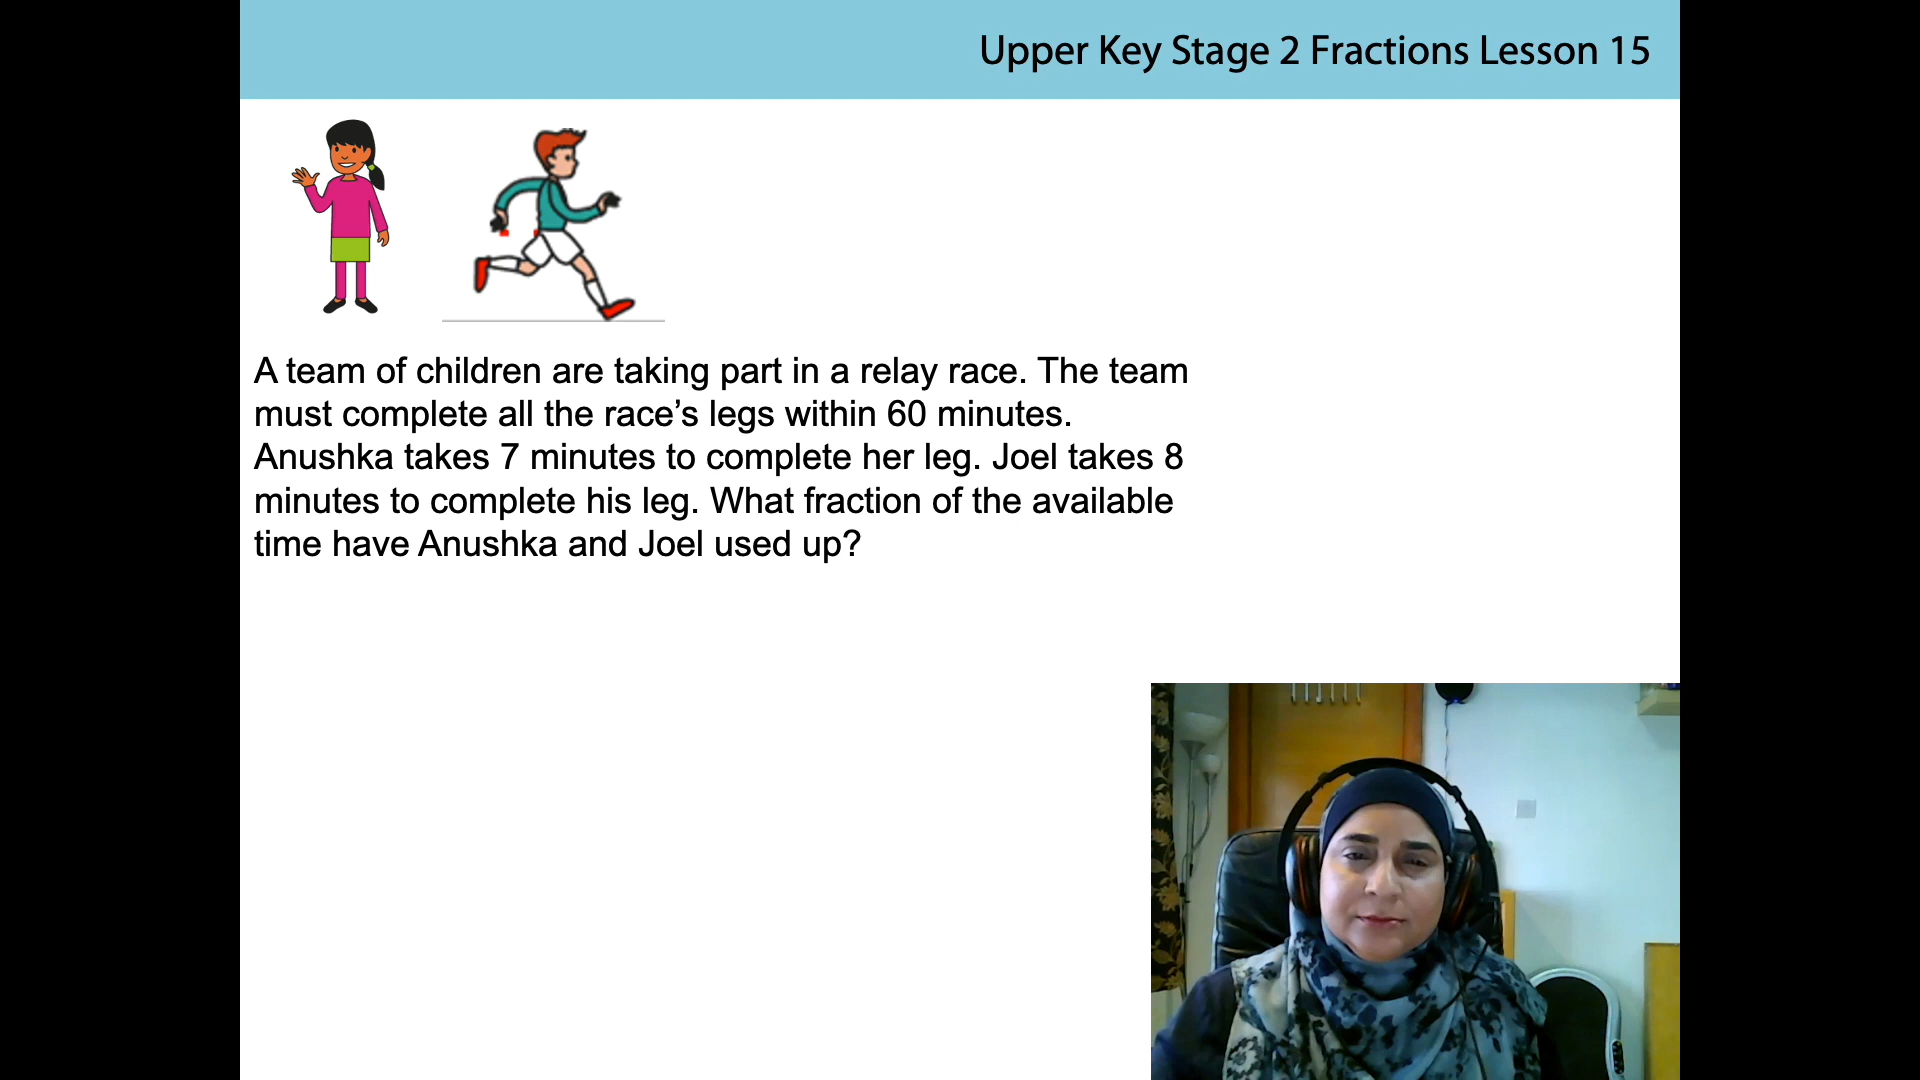 Upper Key Stage 2 Fractions Lesson 15
A team of children are taking part in a relay race. The team
must complete all the race’s legs within 60 minutes.
Anushka takes 7 minutes to complete her leg. Joel takes 8
minutes to complete his leg. What fraction of the available
time have Anushka and Joel used up?